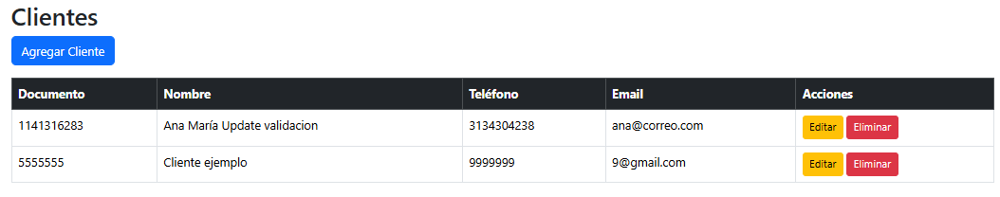 Clientes
Agregar Cliente
Documento Nombre Teléfono Email Acciones
1141316283 Ana María Update validacion 3134304238 ana@correo.com Editar Eliminar
5555555 Cliente ejemplo 9999999 9@gmail.com Editar Eliminar